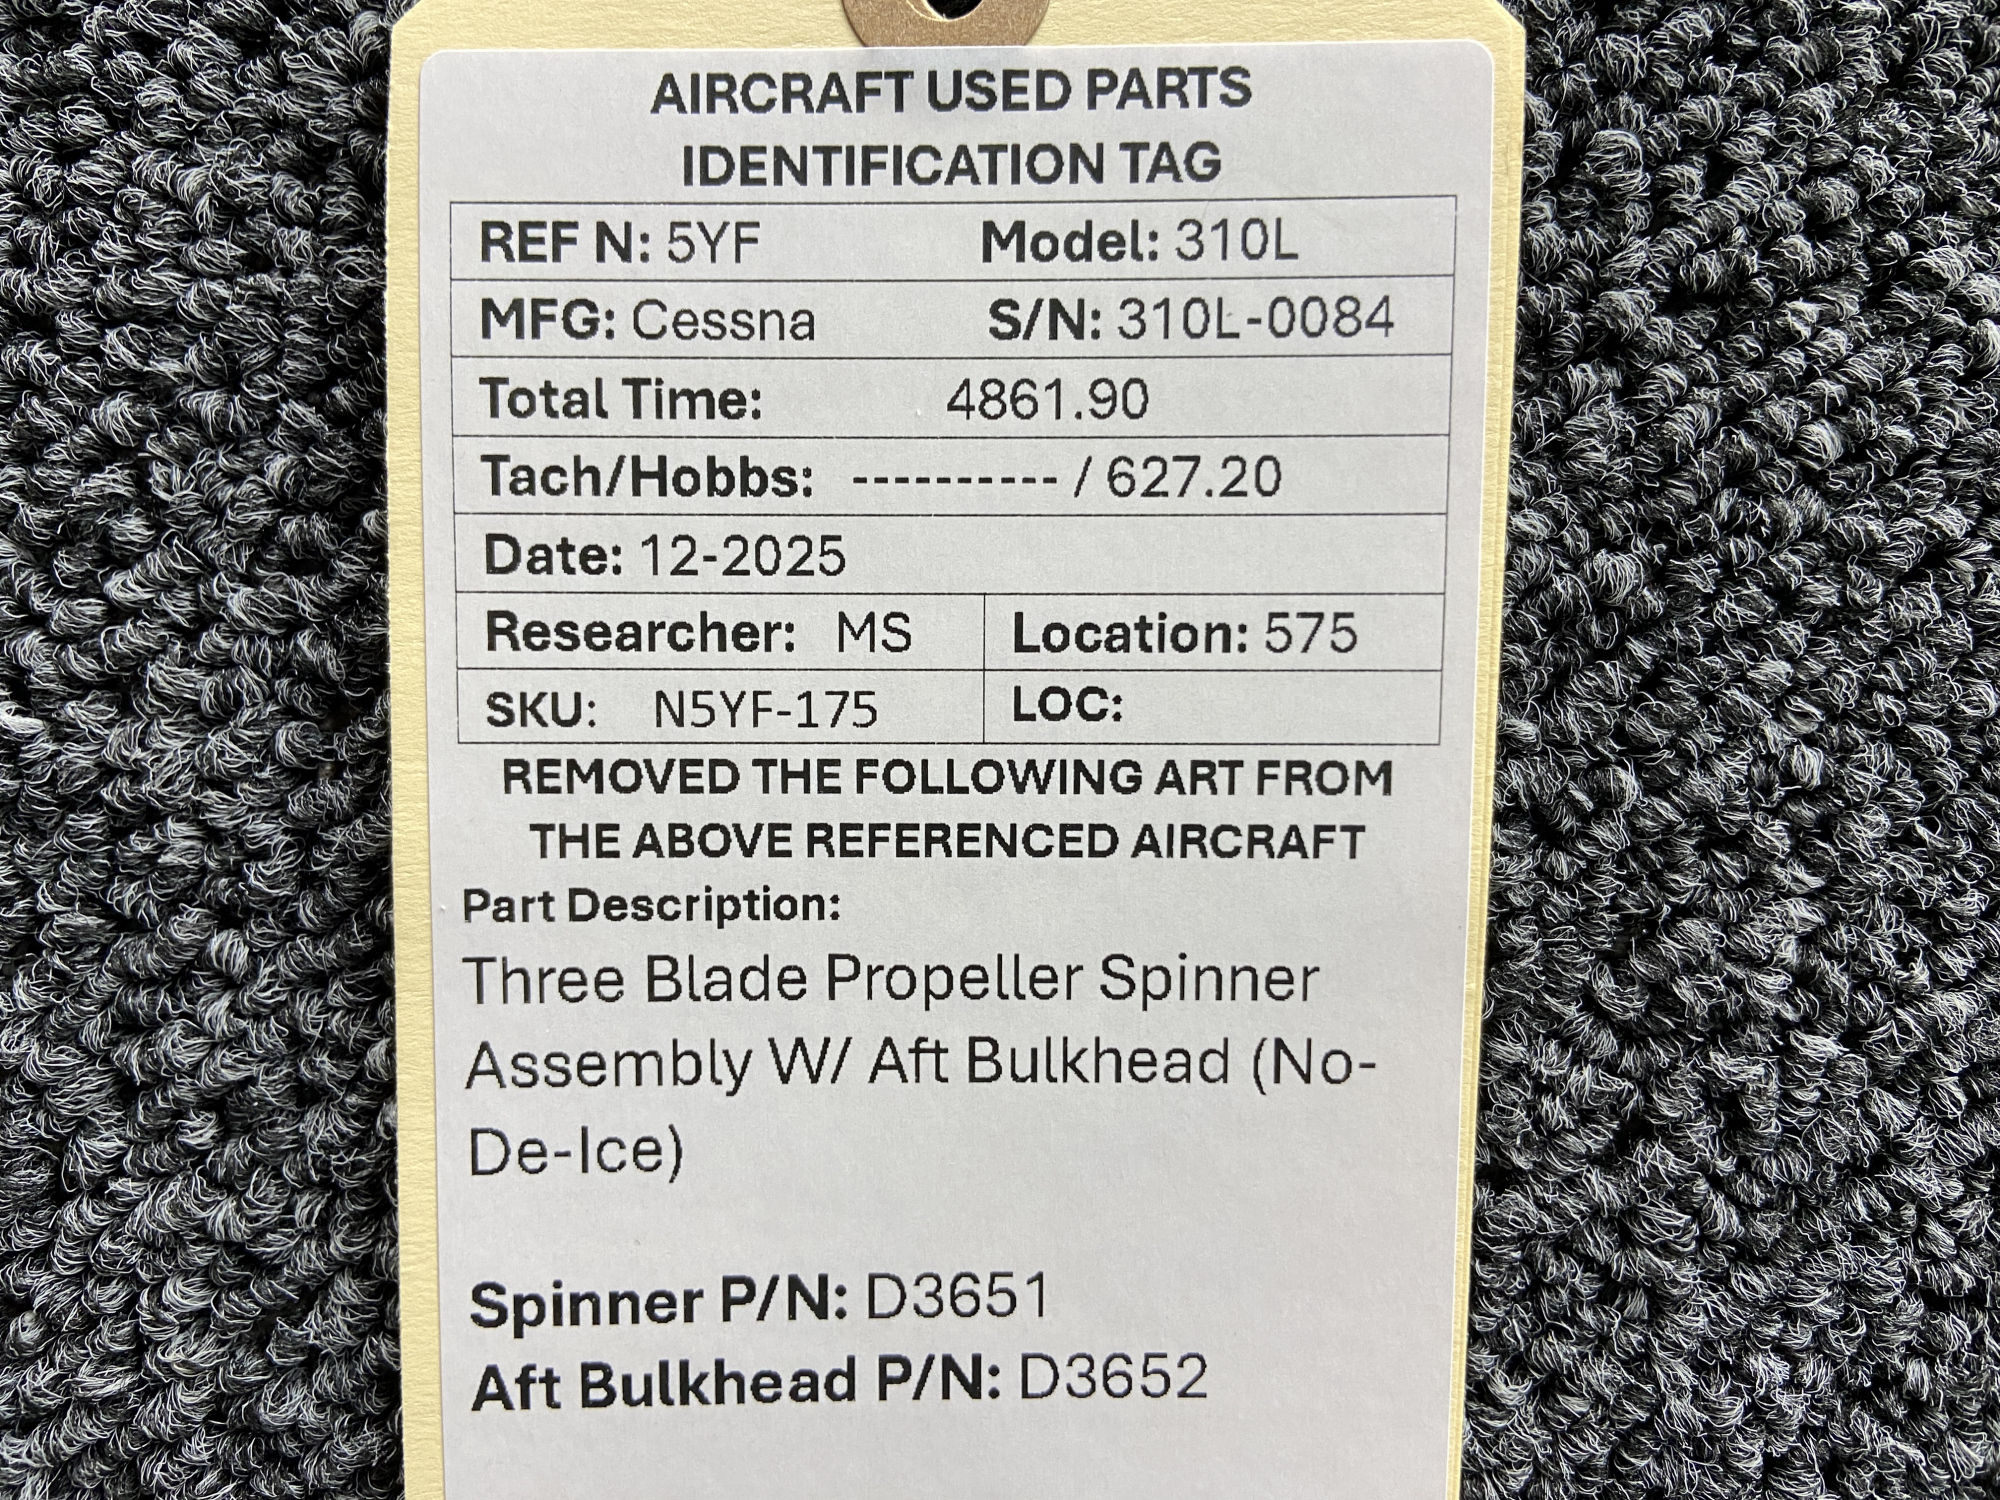 AIRCRAFT USED PARTS
IDENTIFICATION TAG
REF N: 5YF Model: 310L
MFG: Cessna S/N: 310L-0084
Total Time: 4861.90
Tach/Hobbs: ---------- / 627.20
Date: 12-2025
Researcher: MS Location: 575
SKU: N5YF-175 LOC:
REMOVED THE FOLLOWING ART FROM
THE ABOVE REFERENCED AIRCRAFT
Part Description:
Three Blade Propeller Spinner
Assembly W/ Aft Bulkhead (No-
De-Ice)
Spinner P/N: D3651
Aft Bulkhead P/N: D3652